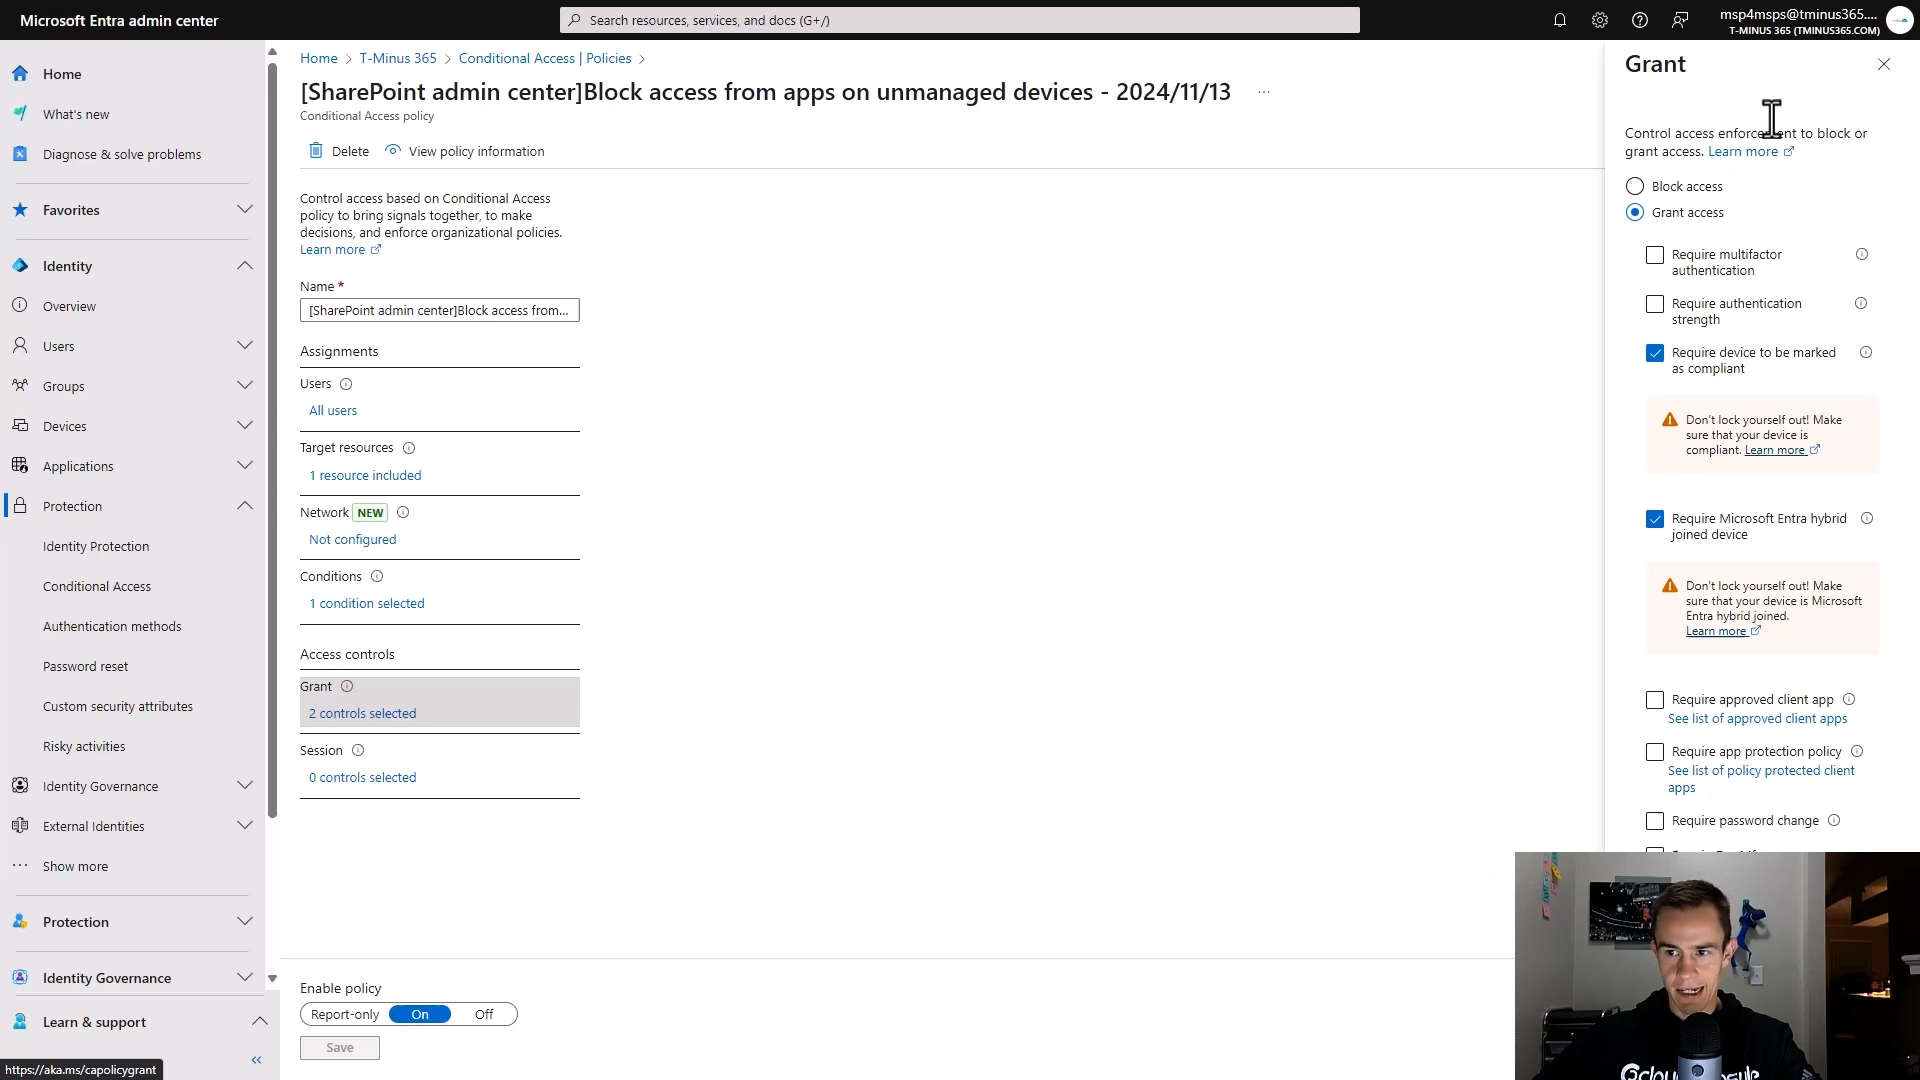 Microsoft Entra admin center
Search resources, services, and docs (G+/)
msp4msps@tminus365....
T-MINUS 365 (TMINUS365.COM)
Home
What's new
Diagnose & solve problems
Favorites
Identity
Overview
Users
Groups
Devices
Applications
Protection
Identity Protection
Conditional Access
Authentication methods
Password reset
Custom security attributes
Risky activities
Identity Governance
External Identities
Show more
Protection
Identity Governance
Learn & support
https://aka.ms/capolicygrant
Home > T-Minus 365 > Conditional Access | Policies >
[SharePoint admin center]Block access from apps on unmanaged devices - 2024/11/13 ...
Conditional Access policy
Delete
View policy information
Control access based on Conditional Access
policy to bring signals together, to make
decisions, and enforce organizational policies.
Learn more
Name *
[SharePoint admin center]Block access from...
Assignments
Users
All users
Target resources
1 resource included
Network NEW
Not configured
Conditions
1 condition selected
Access controls
Grant
2 controls selected
Session
0 controls selected
Enable policy
Report-only On Off
Save
Grant
Control access enforcement to block or
grant access. Learn more
Block access
Grant access
Require multifactor
authentication
Require authentication
strength
Require device to be marked
as compliant
Don't lock yourself out! Make
sure that your device is
compliant. Learn more
Require Microsoft Entra hybrid
joined device
Don't lock yourself out! Make
sure that your device is Microsoft
Entra hybrid joined.
Learn more
Require approved client app
See list of approved client apps
Require app protection policy
See list of policy protected client
apps
Require password change